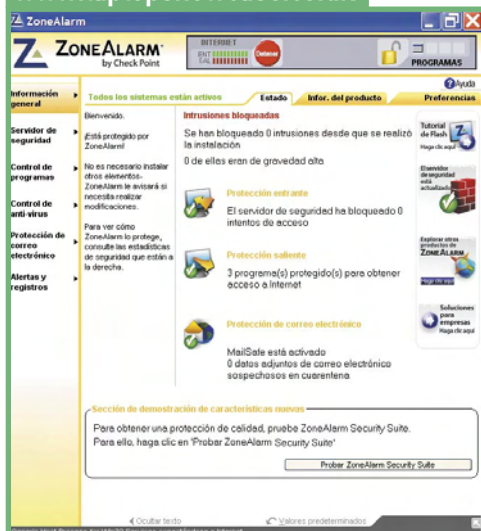 ZoneAlarm
ZONEALARM
by Check Point
INTERNET
ENT
SAL
Detener
PROGRAMAS
Ayuda
Información general
Servidor de seguridad
Control de programas
Control de anti-virus
Protección de correo electrónico
Alertas y registros
Todos los sistemas están activos
Estado
Infor. del producto
Preferencias
Bienvenido.
¡Está protegido por
ZoneAlarm!
No es necesario instalar
otros elementos-
ZoneAlarm le avisará si
necesita realizar
modificaciones.
Para ver cómo
ZoneAlarm lo protege,
consulte las estadísticas
de seguridad que están a
la derecha.
Intrusiones bloqueadas
Se han bloqueado 0 intrusiones desde que se realizó
la instalación
0 de ellas eran de gravedad alta
Protección entrante
El servidor de seguridad ha bloqueado 0
intentos de acceso
Protección saliente
3 programa(s) protegido(s) para obtener
acceso a Internet
Protección de correo electrónico
MailSafe está activado
0 datos adjuntos de correo electrónico
sospechosos en cuarentena
Tutorial
de Flash
Haga clic aquí
El servidor
de seguridad
está
actualizado
Explorar otros
productos de
ZONEALARM
Haga clic aquí
Soluciones
para
empresas
Haga clic aquí
Sección de demostración de características nuevas
Para obtener una protección de calidad, pruebe ZoneAlarm Security Suite.
Para ello, haga clic en 'Probar ZoneAlarm Security Suite'
Probar ZoneAlarm Security Suite
Ocultar texto
Valores predeterminados